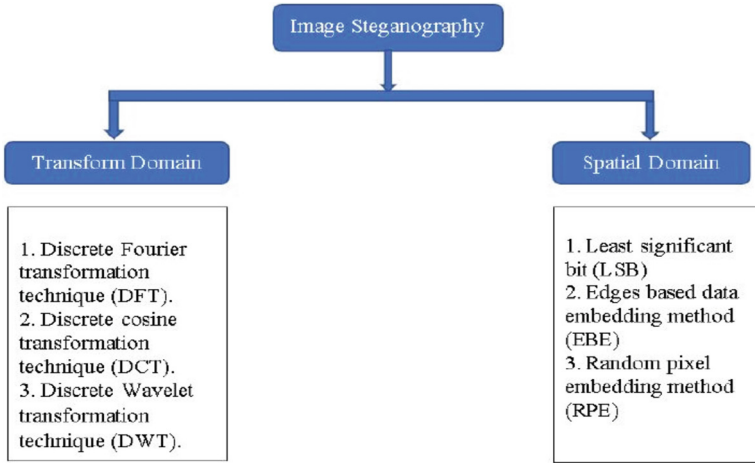 Image Steganography
Transform Domain
Spatial Domain
1. Discrete Fourier
transformation
technique (DFT).
2. Discrete cosine
transformation
technique (DCT).
3. Discrete Wavelet
transformation
technique (DWT).
1. Least significant
bit (LSB)
2. Edges based data
embedding method
(EBE)
3. Random pixel
embedding method
(RPE)